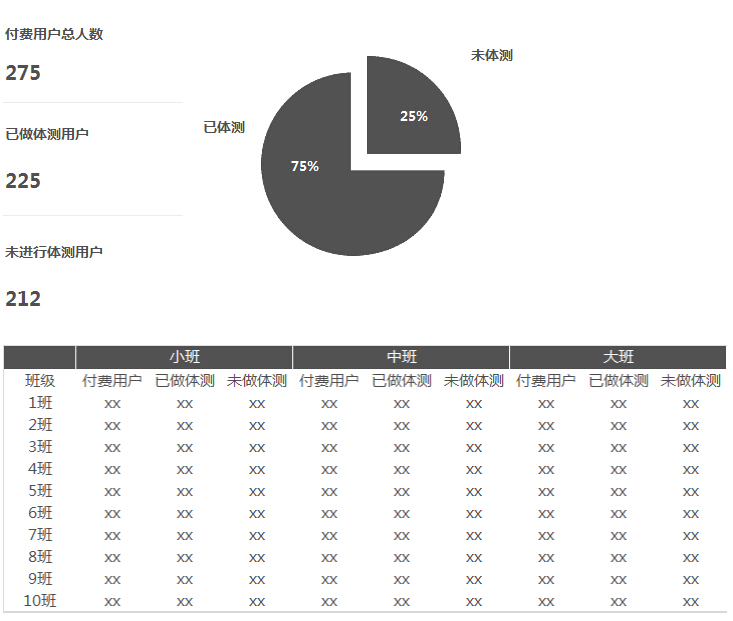 付费用户总人数
275
已做体测用户
225
未进行体测用户
212
未体测
25%
已体测
75%
小班 中班 大班
班级 付费用户 已做体测 未做体测 付费用户 已做体测 未做体测 付费用户 已做体测 未做体测
1班 xx xx xx xx xx xx xx xx xx
2班 xx xx xx xx xx xx xx xx xx
3班 xx xx xx xx xx xx xx xx xx
4班 xx xx xx xx xx xx xx xx xx
5班 xx xx xx xx xx xx xx xx xx
6班 xx xx xx xx xx xx xx xx xx
7班 xx xx xx xx xx xx xx xx xx
8班 xx xx xx xx xx xx xx xx xx
9班 xx xx xx xx xx xx xx xx xx
10班 xx xx xx xx xx xx xx xx xx